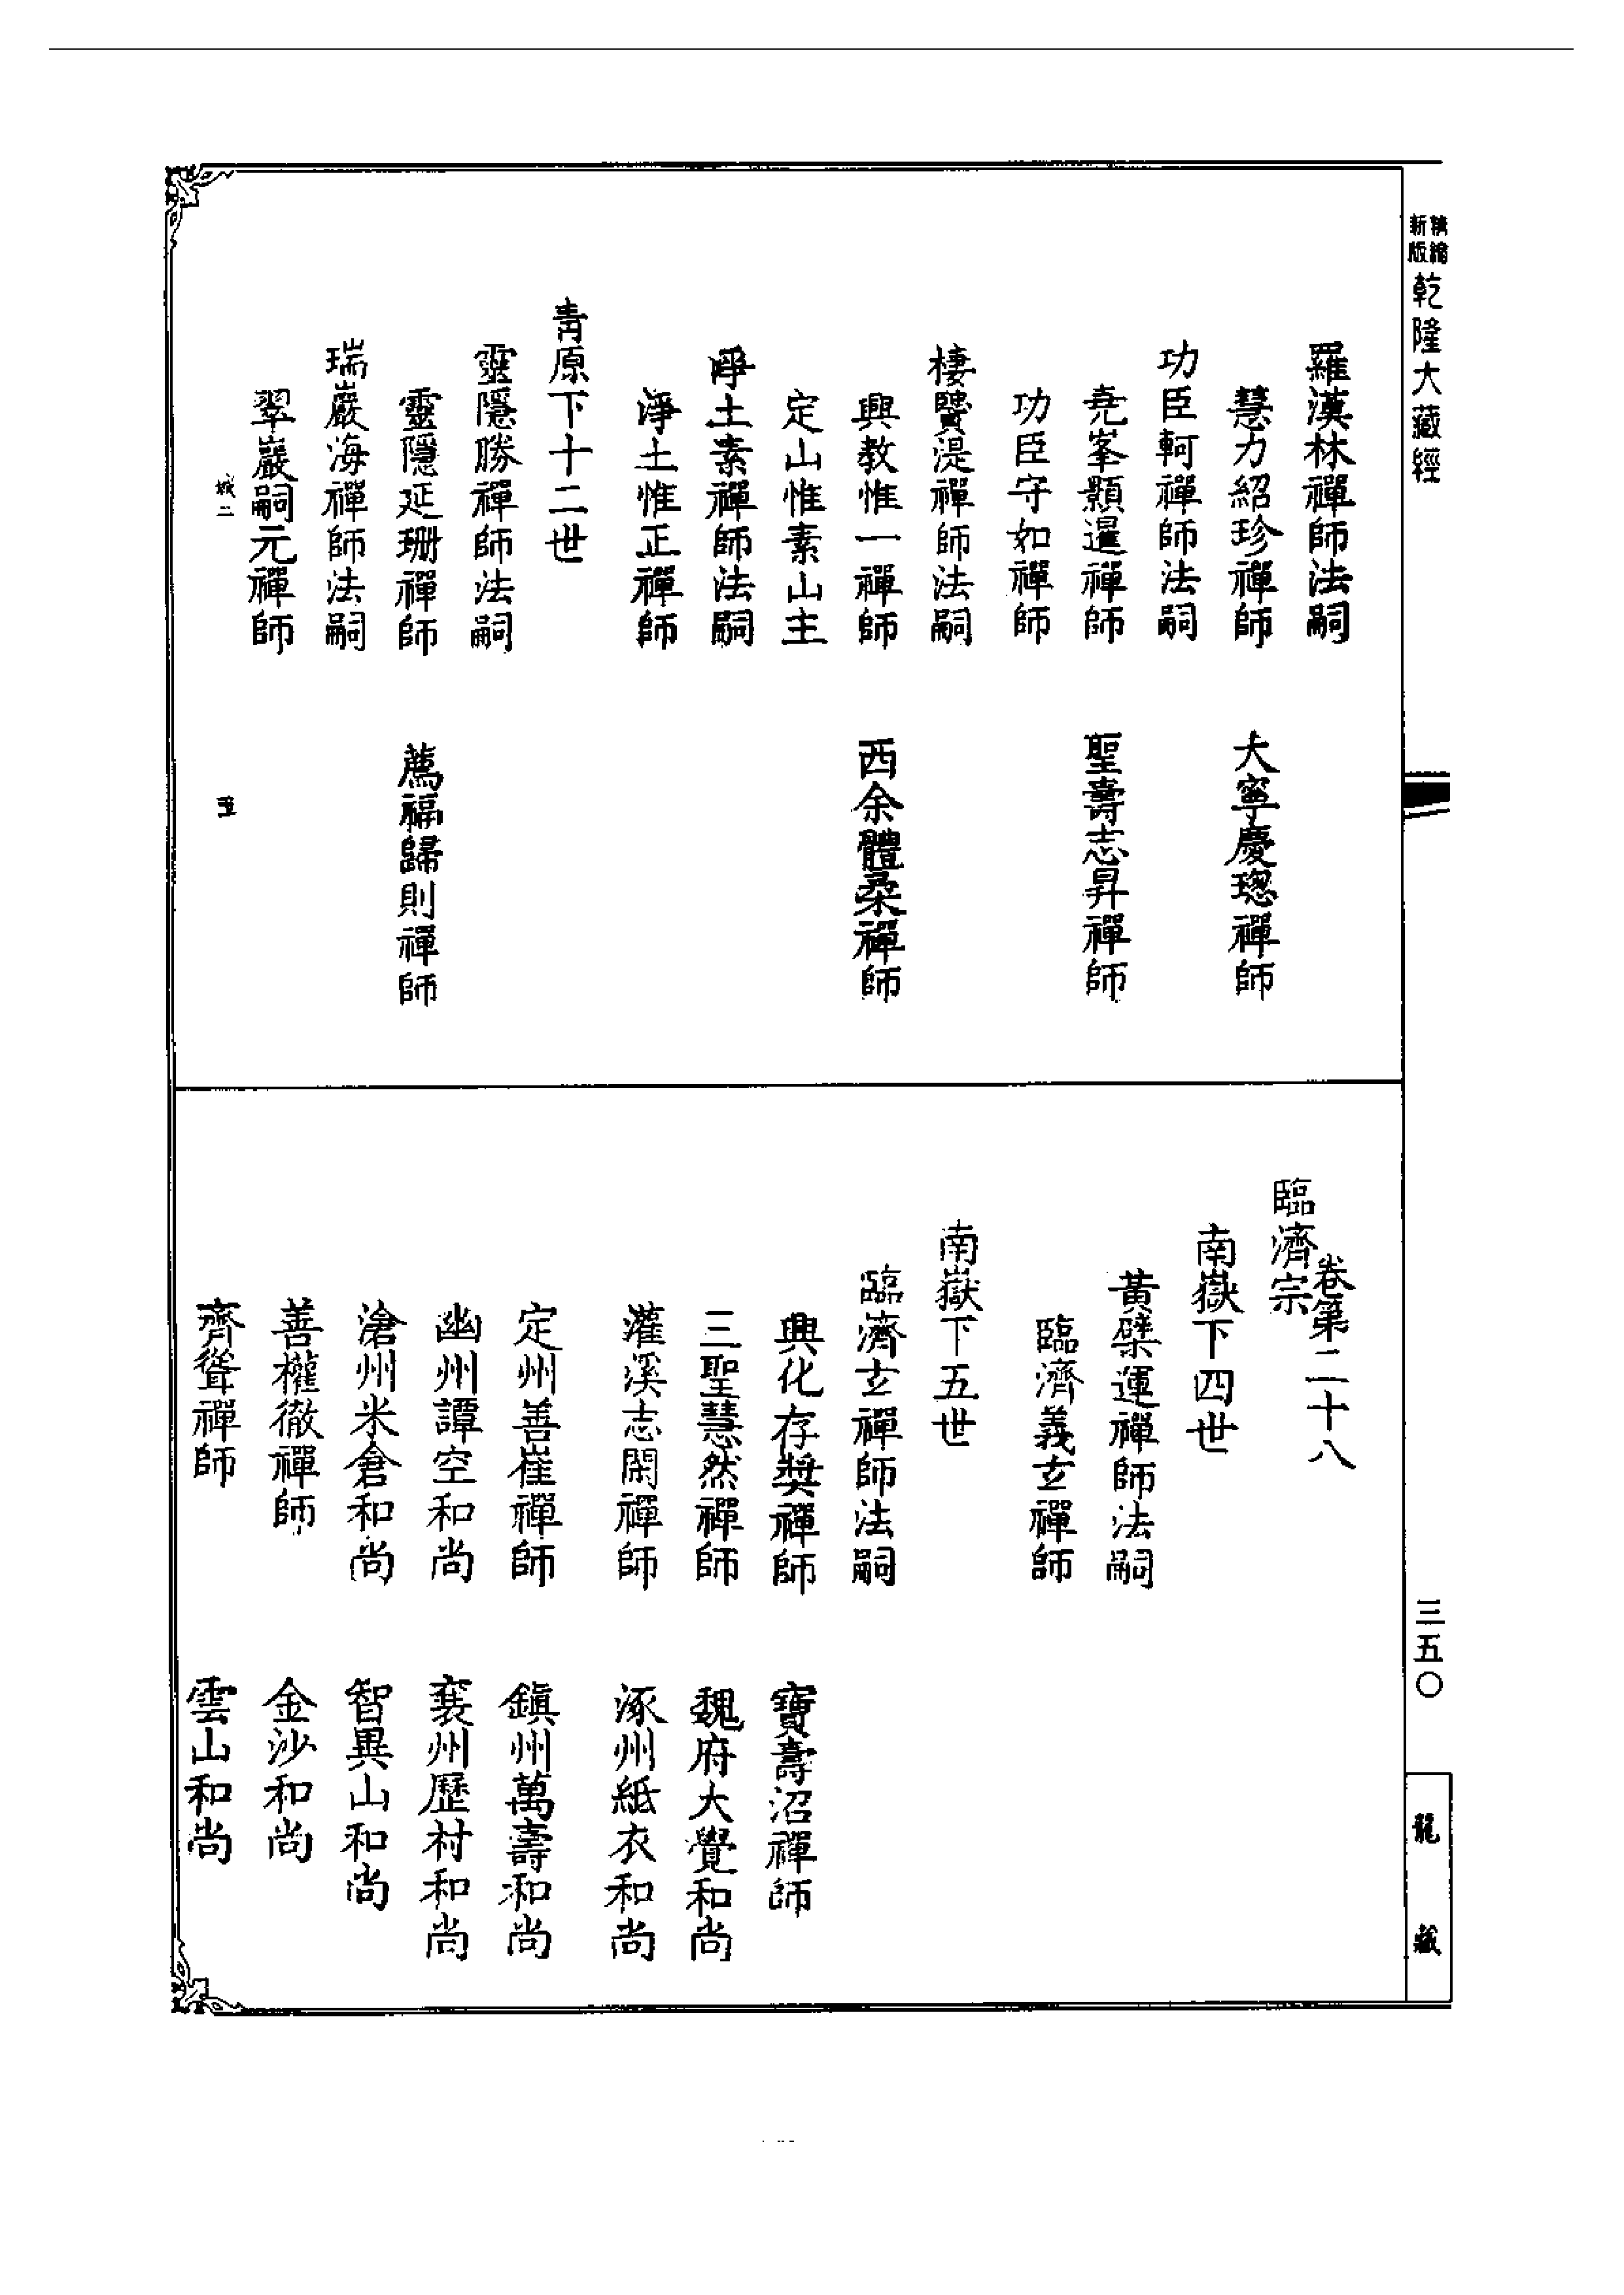 精編新版
乾隆大藏經
三五〇
龍藏
羅漢林禪師法嗣
慧力紹珍禪師　大寧慶璁禪師
功臣軻禪師法嗣
堯峯顥暹禪師　聖壽志昇禪師
功臣守如禪師
棲賢湜禪師法嗣
興教惟一禪師　西余體柔禪師
定山惟素山主
淨土素禪師法嗣
淨土惟正禪師
青原下十二世
靈隱勝禪師法嗣
靈隱延珊禪師　薦福歸則禪師
瑞巖海禪師法嗣
翠巖嗣元禪師
城二
卷第二十八
臨濟宗
南嶽下四世
黃檗運禪師法嗣
臨濟義玄禪師
南嶽下五世
臨濟玄禪師法嗣
興化存獎禪師　寶壽沼禪師
三聖慧然禪師　魏府大覺和尚
灌溪志閑禪師　涿州紙衣和尚
定州善崔禪師　鎮州萬壽和尚
幽州譚空和尚　襄州歷村和尚
滄州米倉和尚　智異山和尚
善權徹禪師　金沙和尚
齊聳禪師　雲山和尚